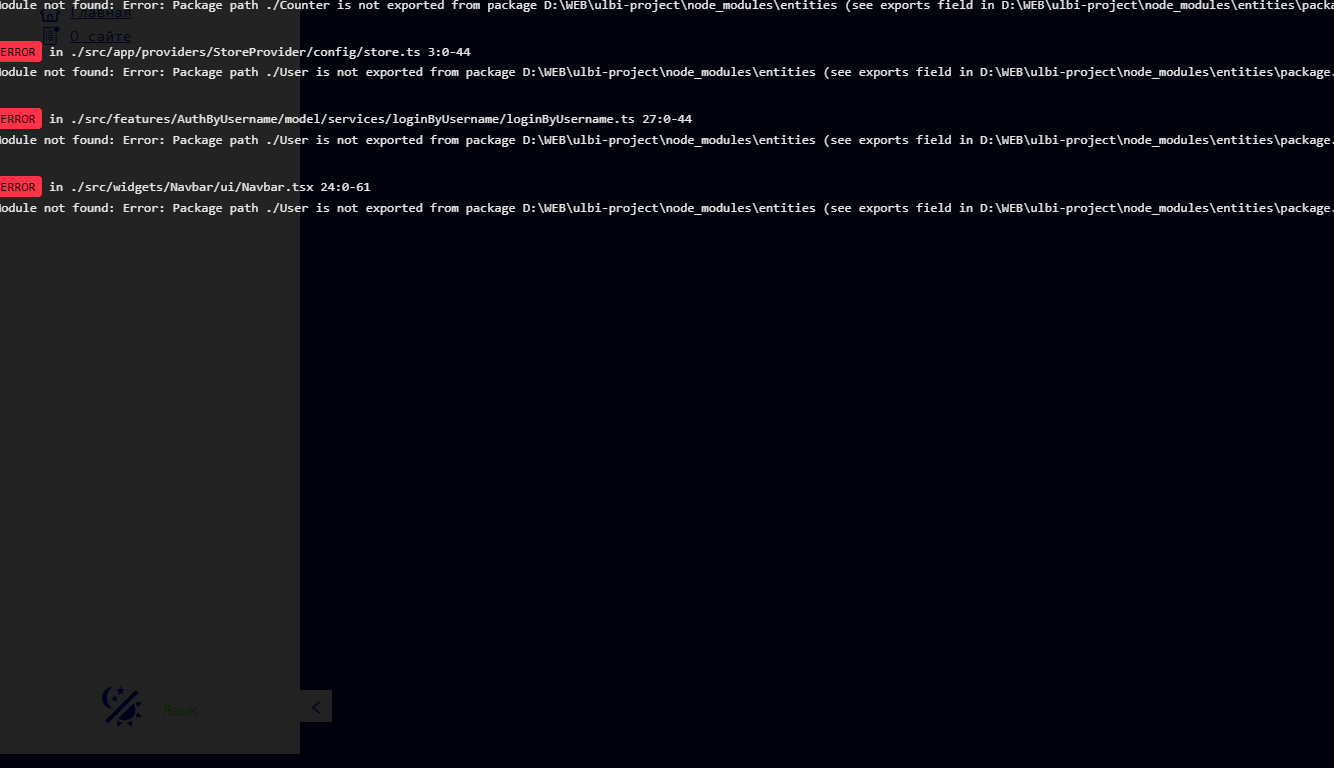 Module not found: Error: Package path ./Counter is not exported from package D:\WEB\ulbi-project\node_modules\entities (see exports field in D:\WEB\ulbi-project\node_modules\entities\packa
Главная
О сайте
ERROR in ./src/app/providers/StoreProvider/config/store.ts 3:0-44
Module not found: Error: Package path ./User is not exported from package D:\WEB\ulbi-project\node_modules\entities (see exports field in D:\WEB\ulbi-project\node_modules\entities\package.
ERROR in ./src/features/AuthByUsername/model/services/loginByUsername/loginByUsername.ts 27:0-44
Module not found: Error: Package path ./User is not exported from package D:\WEB\ulbi-project\node_modules\entities (see exports field in D:\WEB\ulbi-project\node_modules\entities\package.
ERROR in ./src/widgets/Navbar/ui/Navbar.tsx 24:0-61
Module not found: Error: Package path ./User is not exported from package D:\WEB\ulbi-project\node_modules\entities (see exports field in D:\WEB\ulbi-project\node_modules\entities\package.
Язык
<